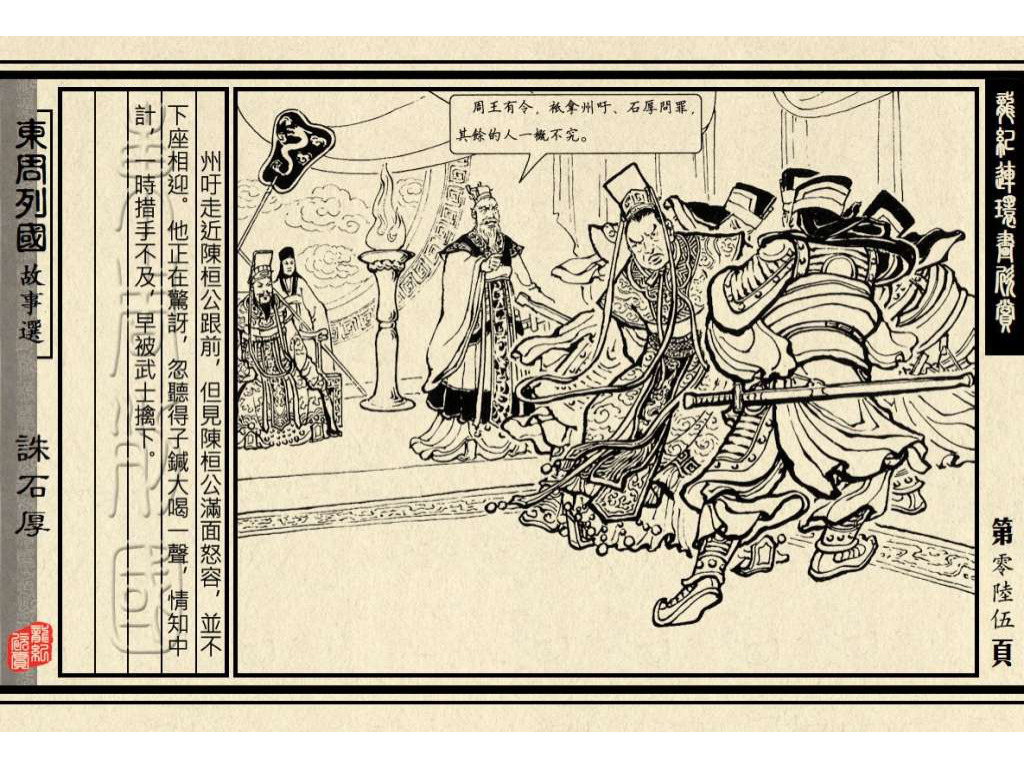 龍紀連環畫欣賞
第零陸伍頁
周王有令，祇拿州吁、石厚問罪，
其餘的人一概不究。
州吁走近陳桓公跟前，但見陳桓公滿面怒容，並不
下座相迎。他正在驚訝，忽聽得子鍼大喝一聲，情知中
計，一時措手不及，早被武士擒下。
東周列國
故事選
誅石厚